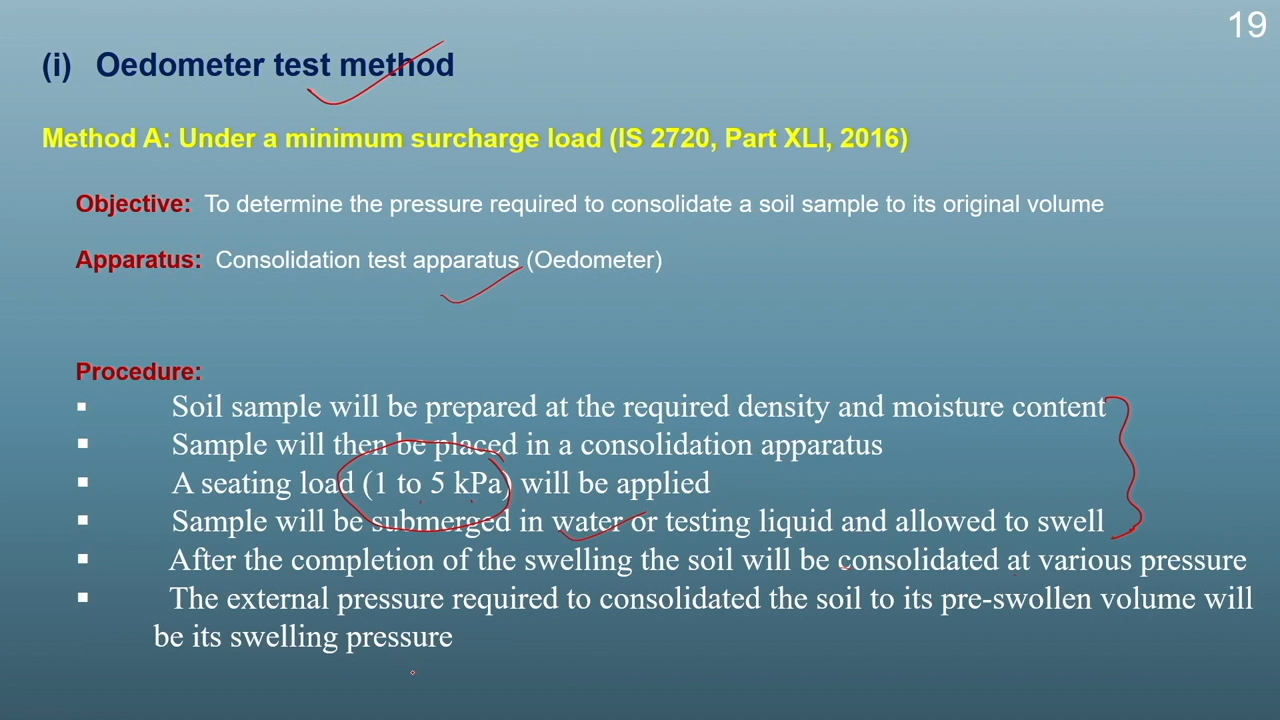 19
(i) Oedometer test method
Method A: Under a minimum surcharge load (IS 2720, Part XLI, 2016)
Objective: To determine the pressure required to consolidate a soil sample to its original volume
Apparatus: Consolidation test apparatus (Oedometer)
Procedure:
▪ Soil sample will be prepared at the required density and moisture content
▪ Sample will then be placed in a consolidation apparatus
▪ A seating load (1 to 5 kPa) will be applied
▪ Sample will be submerged in water or testing liquid and allowed to swell
▪ After the completion of the swelling the soil will be consolidated at various pressure
▪ The external pressure required to consolidated the soil to its pre-swollen volume will
be its swelling pressure